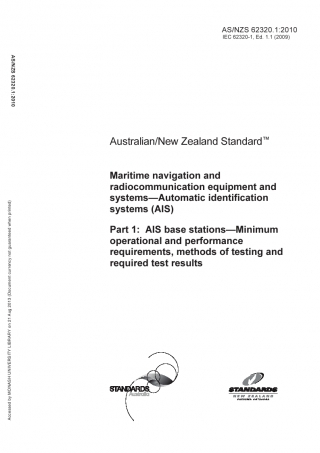 AS/NZS 62320.1:2010
IEC 62320-1, Ed. 1.1 (2009)
AS/NZS 62320.1:2010
Australian/New Zealand Standard™
Maritime navigation and
radiocommunication equipment and
systems—Automatic identification
systems (AIS)
Part 1: AIS base stations—Minimum
operational and performance
requirements, methods of testing and
required test results
Accessed by MONASH UNIVERSITY LIBRARY on 21 Aug 2012 (Document currency not guaranteed when printed)
STANDARDS
Australia
STANDARDS
NEW ZEALAND